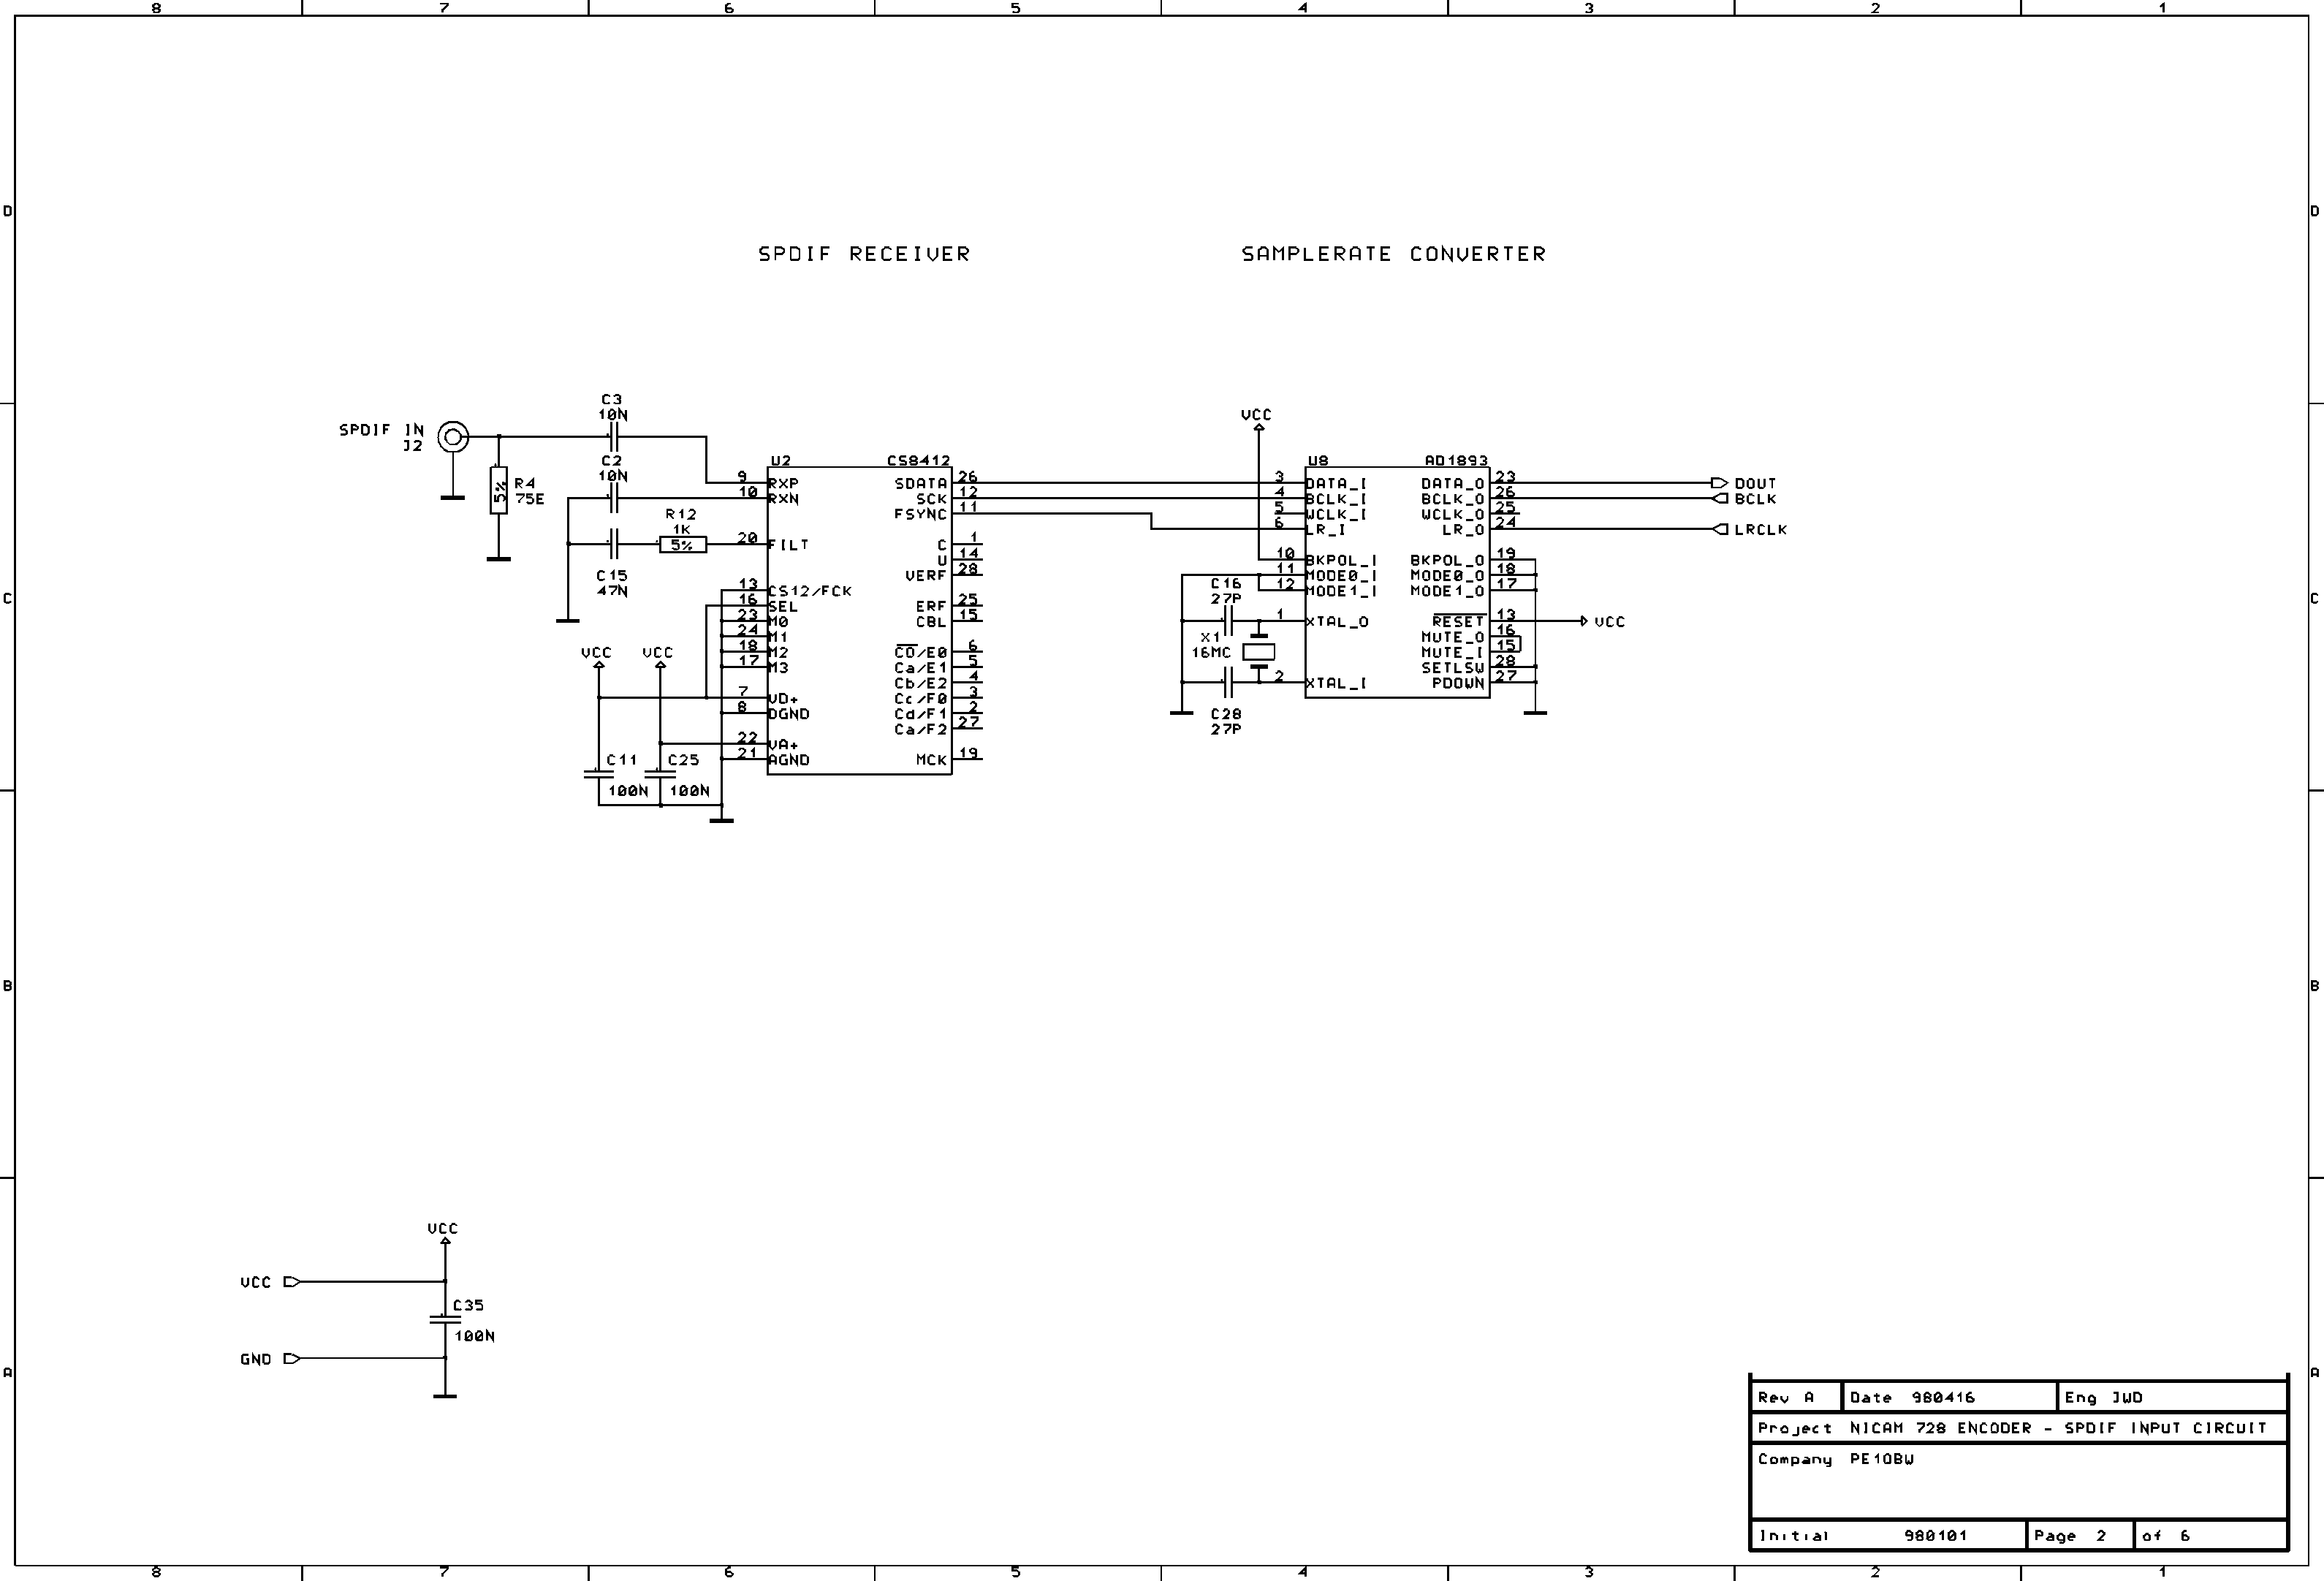 8 7 6 5 4 3 2 1
D D
SPDIF RECEIVER SAMPLERATE CONVERTER
C3
10N
SPDIF IN
J2
C2
10N
R4
75E
5%
R12
1K
5%
C15
47N
VCC VCC
C11
100N
C25
100N
U2 CS8412
9 RXP
10 RXN
20 FILT
13 CS12/FCK
16 SEL
23 M0
24 M1
18 M2
17 M3
7 VD+
8 DGND
22 VA+
21 AGND
SDATA 26
SCK 12
FSYNC 11
C 1
U 14
VERF 28
ERF 25
CBL 15
C0/E0 6
Ca/E1 5
Cb/E2 4
Cc/F0 3
Cd/F1 2
Ca/F2 27
MCK 19
VCC
U8 AD1893
3 DATA_I
4 BCLK_I
5 WCLK_I
6 LR_I
10 BKPOL_I
11 MODE0_I
12 MODE1_I
1 XTAL_O
2 XTAL_I
C16
27P
X1
16MC
C28
27P
DATA_O 23
BCLK_O 26
WCLK_O 25
LR_O 24
BKPOL_O 19
MODE0_O 18
MODE1_O 17
RESET 13
MUTE_O 16
MUTE_I 15
SETLSW 28
PDOWN 27
DOUT
BCLK
LRCLK
VCC
C C
B B
VCC
VCC
C35
100N
GND
A A
Rev A Date 980416 Eng JWD
Project NICAM 728 ENCODER - SPDIF INPUT CIRCUIT
Company PE1OBW
Initial 980101 Page 2 of 6
8 7 6 5 4 3 2 1